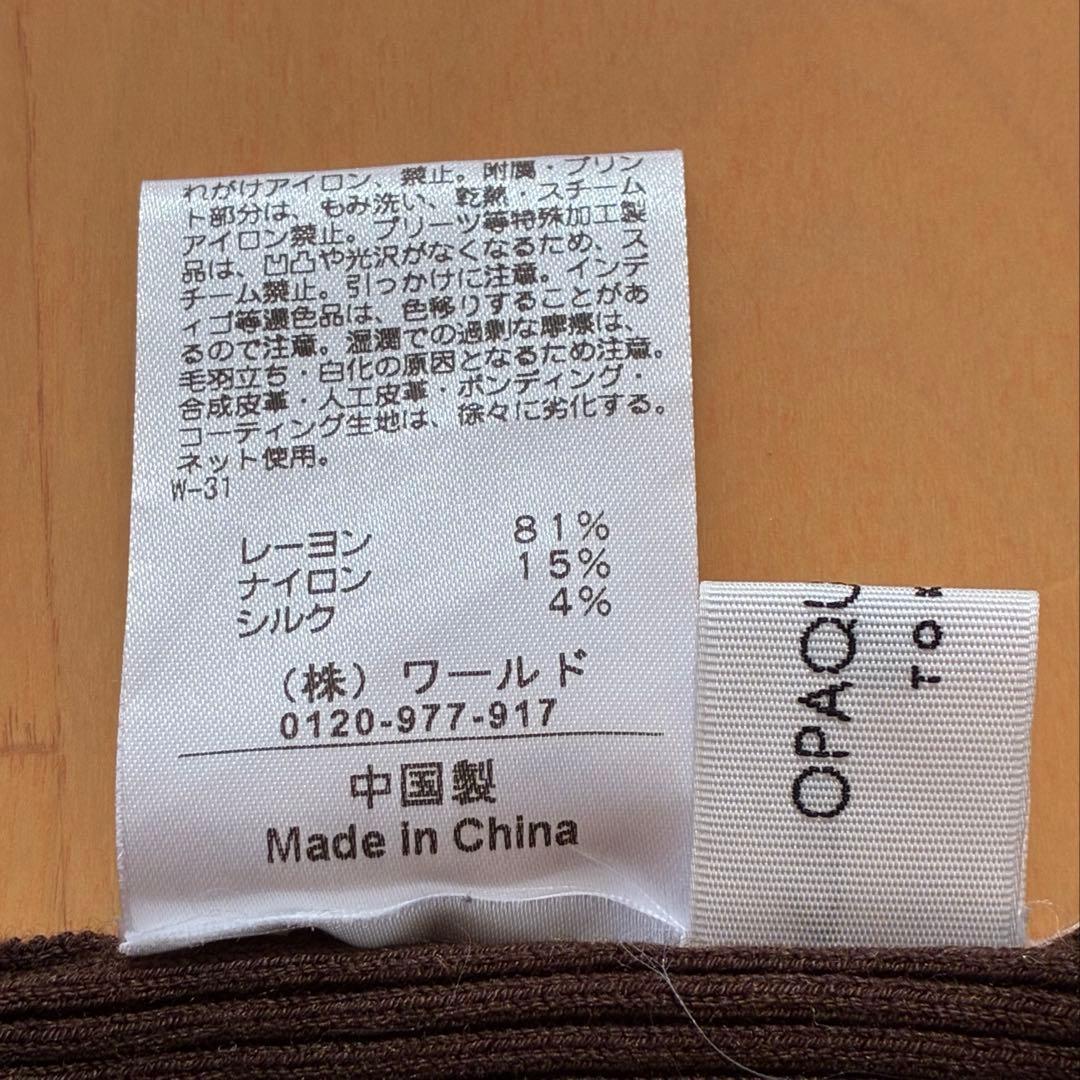 れがけアイロン、禁止。附属・プリン
ト部分は、もみ洗い、乾熱・スチーム
アイロン禁止。プリーツ等特殊加工製
品は、凹凸や光沢がなくなるため、ス
チーム禁止。引っかけに注意。インデ
ィゴ等濃色品は、色移りすることがあ
るので注意。湿潤での過剰な摩擦は、
毛羽立ち・白化の原因となるため注意。
合成皮革・人工皮革・ボンディング・
コーティング生地は、徐々に劣化する。
ネット使用。
W-31
レーヨン 81%
ナイロン 15%
シルク 4%
(株) ワールド
0120-977-917
中国製
Made in China
OPAQU
TOK